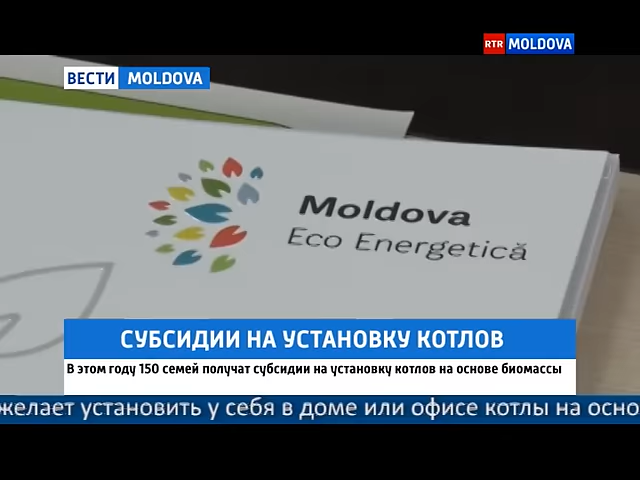 RTR MOLDOVA
ВЕСТИ MOLDOVA
Moldova
Eco Energetică
СУБСИДИИ НА УСТАНОВКУ КОТЛОВ
В этом году 150 семей получат субсидии на установку котлов на основе биомассы
желает установить у себя в доме или офисе котлы на осно